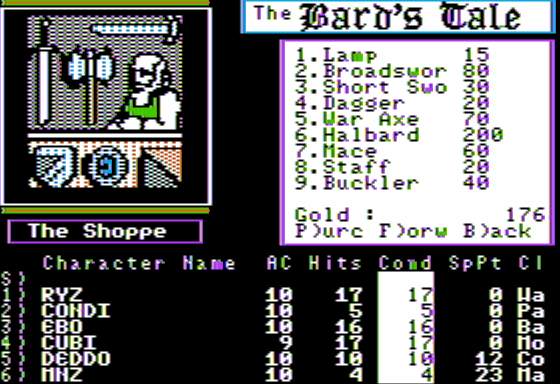 The Bard's Tale
1.Lamp 15
2.Broadswor 80
3.Short Swo 30
4.Dagger 20
5.War Axe 70
6.Halbard 200
7.Mace 60
8.Staff 20
9.Buckler 40
Gold : 176
P)urc F)orw B)ack
The Shoppe
Character Name AC Hits Cond SpPt Cl
S)
1) RYZ 10 17 17 0 Wa
2) CONDI 10 5 5 0 Pa
3) EBO 10 16 16 0 Ba
4) CUBI 9 17 17 0 Mo
5) DEDDO 10 10 10 12 Co
6) MNZ 10 4 4 23 Ma